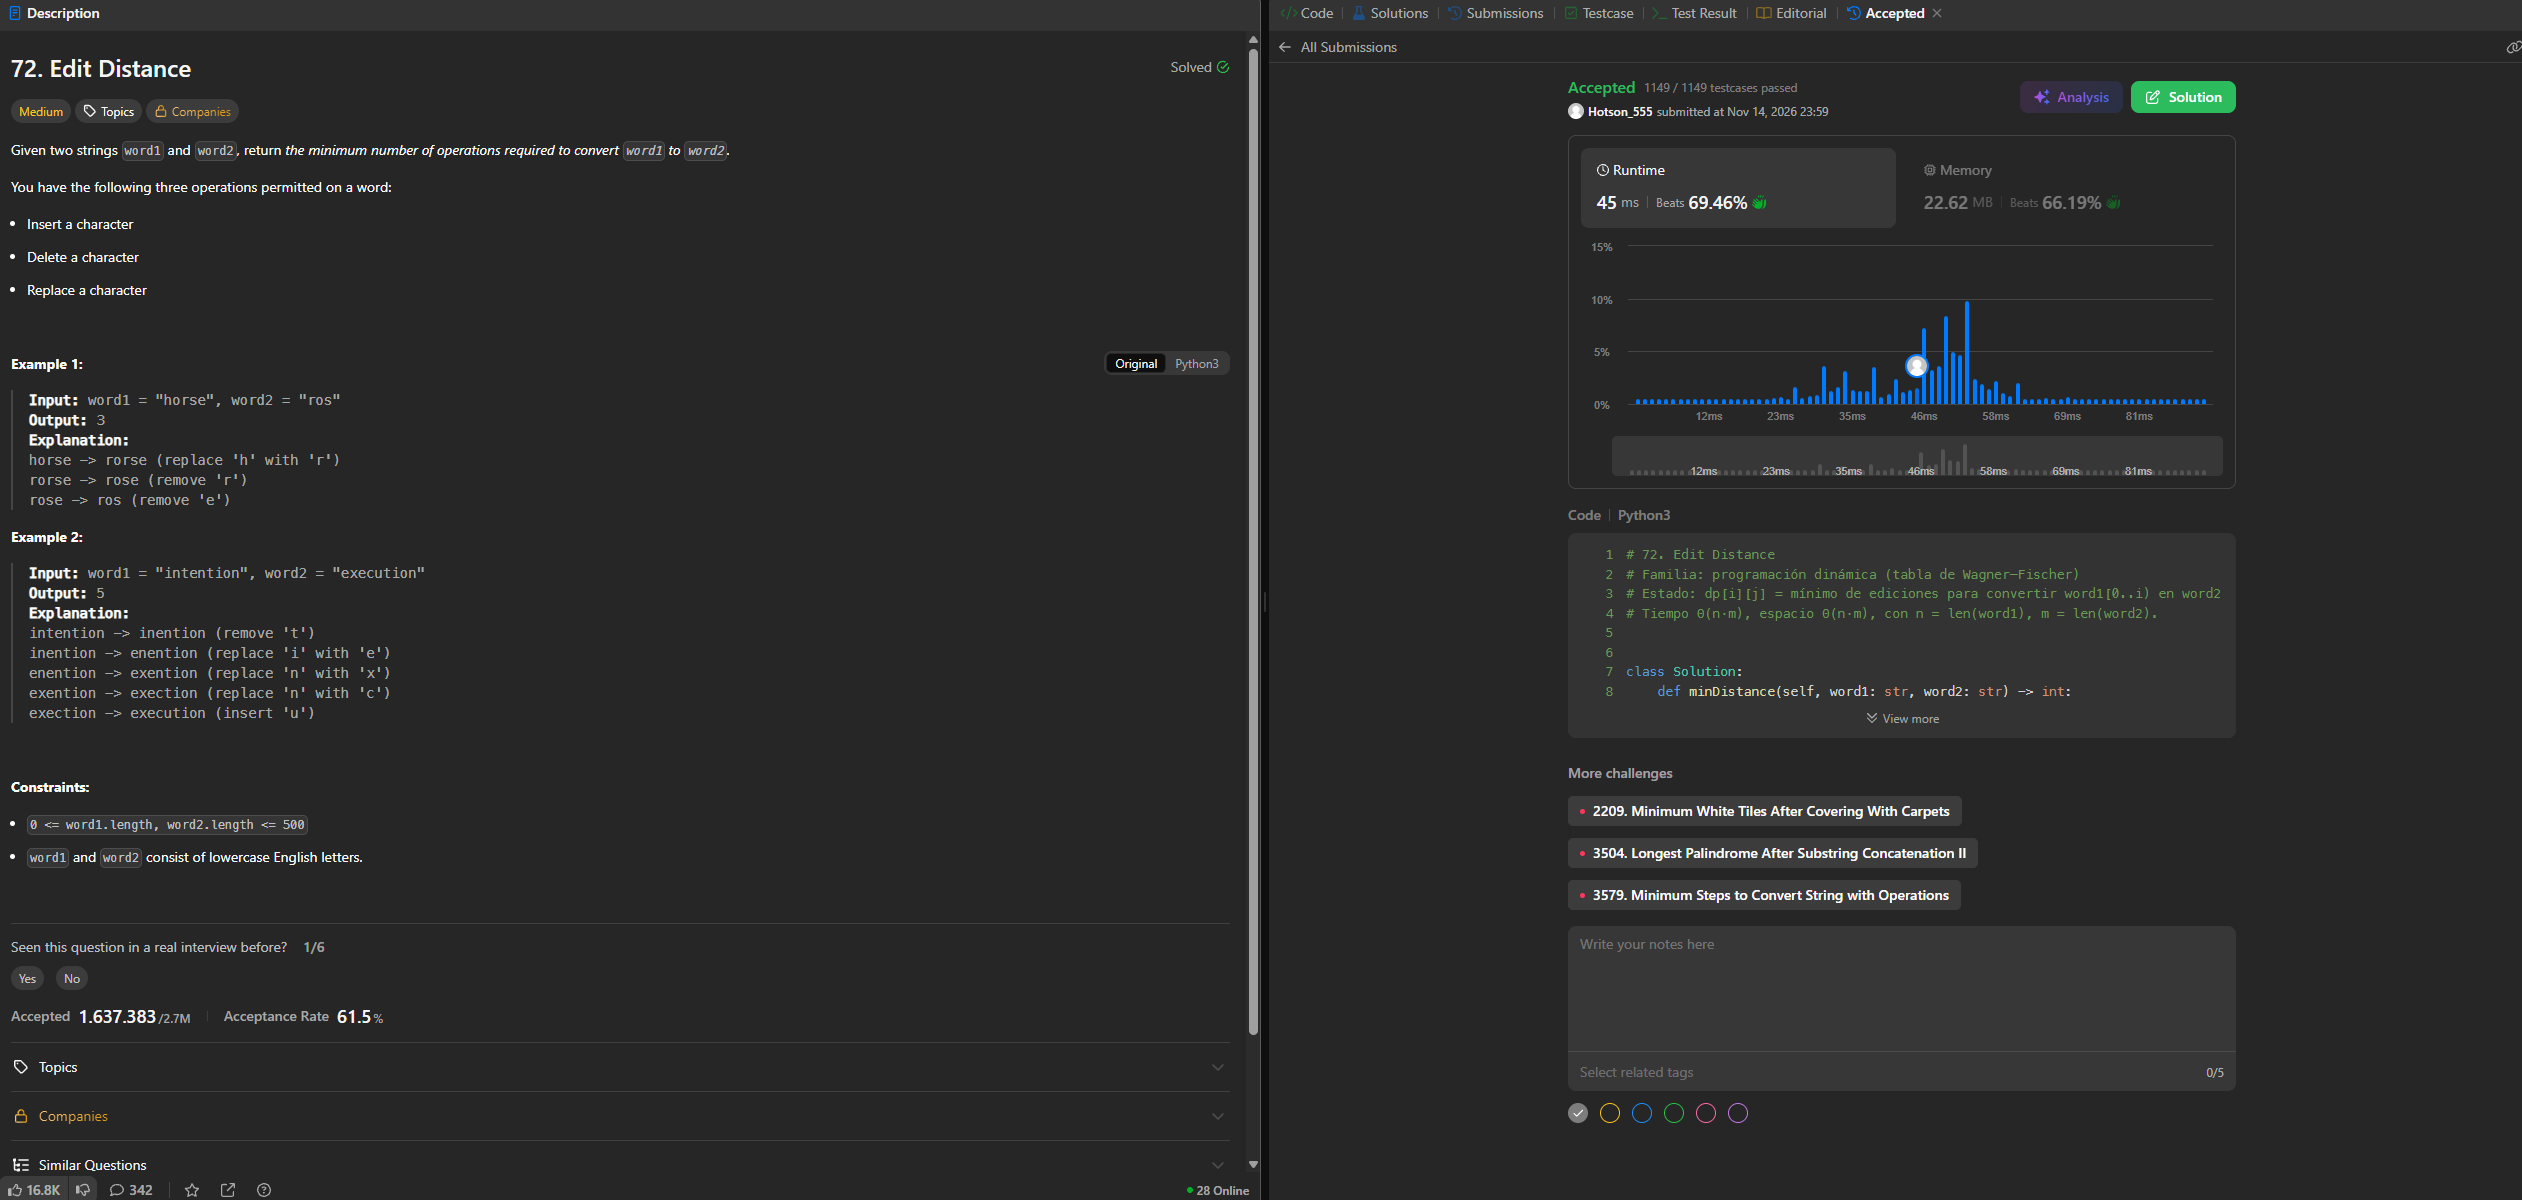 Description
72. Edit Distance
Solved
Medium Topics Companies
Given two strings word1 and word2, return the minimum number of operations required to convert word1 to word2.
You have the following three operations permitted on a word:
• Insert a character
• Delete a character
• Replace a character
Example 1:
Original Python3
Input: word1 = "horse", word2 = "ros"
Output: 3
Explanation:
horse -> rorse (replace 'h' with 'r')
rorse -> rose (remove 'r')
rose -> ros (remove 'e')
Example 2:
Input: word1 = "intention", word2 = "execution"
Output: 5
Explanation:
intention -> inention (remove 't')
inention -> enention (replace 'i' with 'e')
enention -> exention (replace 'n' with 'x')
exention -> exection (replace 'n' with 'c')
exection -> execution (insert 'u')
Constraints:
• 0 <= word1.length, word2.length <= 500
• word1 and word2 consist of lowercase English letters.
Seen this question in a real interview before? 1/6
Yes No
Accepted 1.637.383/2.7M Acceptance Rate 61.5%
Topics
Companies
Similar Questions
16.8K 342
28 Online
Code Solutions Submissions Testcase Test Result Editorial Accepted
All Submissions
Accepted 1149 / 1149 testcases passed
Hotson_555 submitted at Nov 14, 2026 23:59
Analysis Solution
Runtime
45 ms Beats 69.46%
Memory
22.62 MB Beats 66.19%
15%
10%
5%
0%
12ms 23ms 35ms 46ms 58ms 69ms 81ms
12ms 23ms 35ms 46ms 58ms 69ms 81ms
Code Python3
1 # 72. Edit Distance
2 # Familia: programación dinámica (tabla de Wagner–Fischer)
3 # Estado: dp[i][j] = mínimo de ediciones para convertir word1[0..i) en word2
4 # Tiempo Θ(n·m), espacio Θ(n·m), con n = len(word1), m = len(word2).
5
6
7 class Solution:
8 def minDistance(self, word1: str, word2: str) -> int:
View more
More challenges
• 2209. Minimum White Tiles After Covering With Carpets
• 3504. Longest Palindrome After Substring Concatenation II
• 3579. Minimum Steps to Convert String with Operations
Write your notes here
Select related tags 0/5